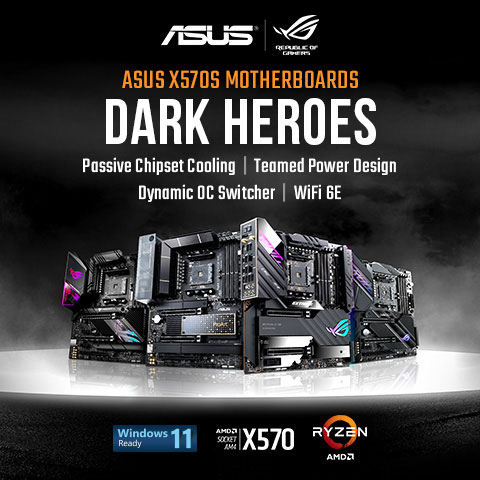 ASUS
REPUBLIC OF
GAMERS
ASUS X570S MOTHERBOARDS
DARK HEROES
Passive Chipset Cooling | Teamed Power Design
Dynamic OC Switcher | WiFi 6E
EXTREME
Windows 11
Ready
AMD
SOCKET
AM4
X570
RYZEN
AMD